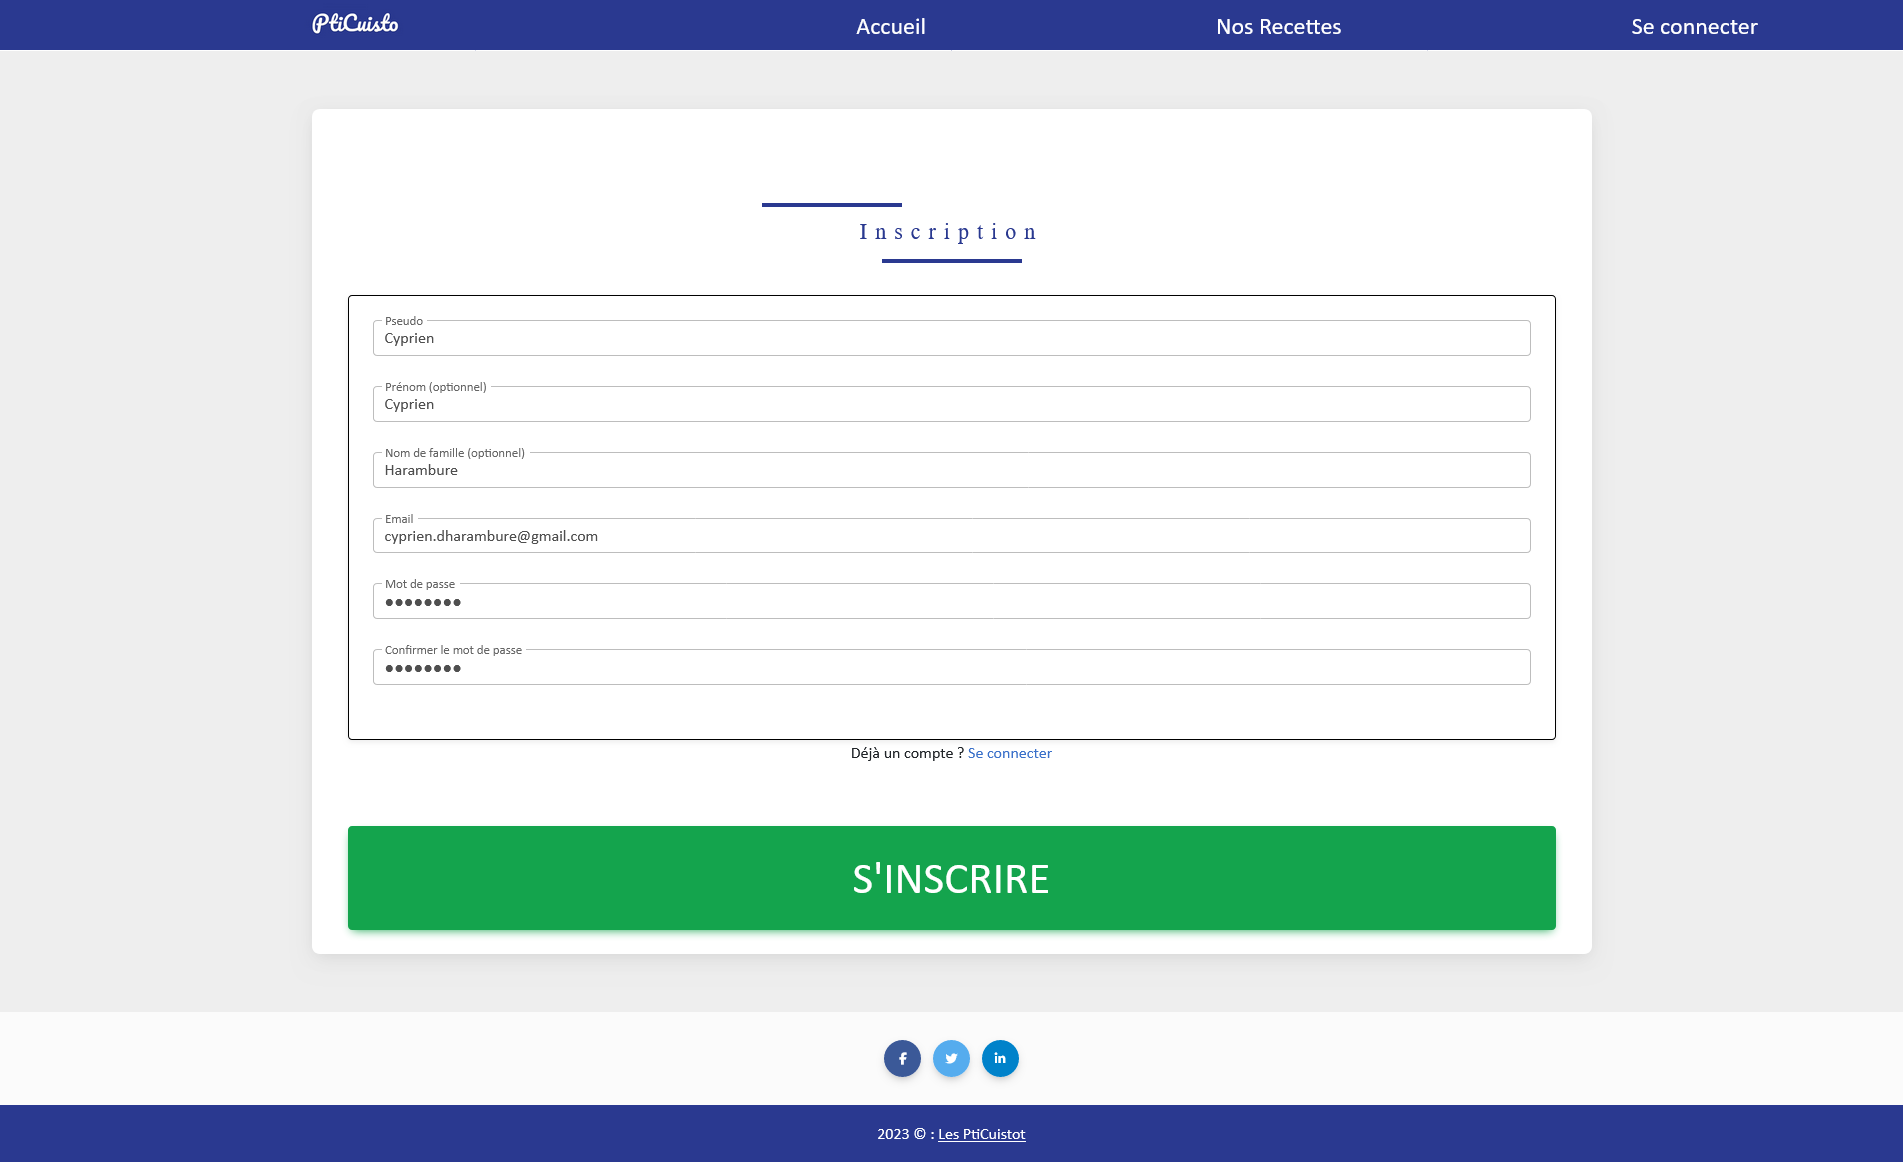 PtiCuisto
Accueil
Nos Recettes
Se connecter
Inscription
Pseudo
Cyprien
Prénom (optionnel)
Cyprien
Nom de famille (optionnel)
Harambure
Email
cyprien.dharambure@gmail.com
Mot de passe
●●●●●●●●
Confirmer le mot de passe
●●●●●●●●
Déjà un compte ? Se connecter
S'INSCRIRE
2023 © : Les PtiCuistot